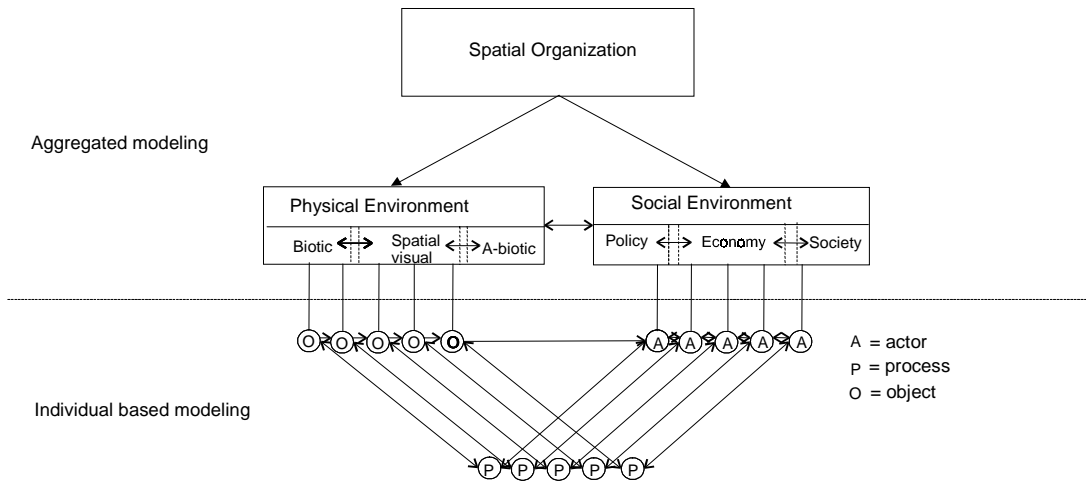 Spatial Organization
Aggregated modeling
Physical Environment
Social Environment
Biotic
Spatial
visual
A-biotic
Policy
Economy
Society
O O O O O
A A A A A
A = actor
P = process
O = object
Individual based modeling
P P P P P